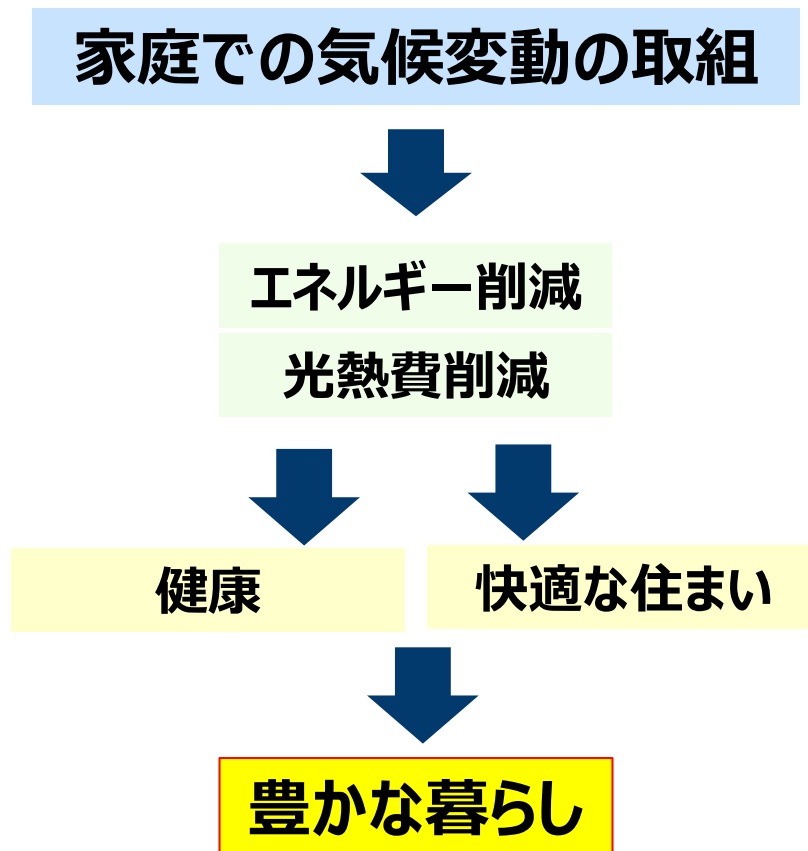 家庭での気候変動の取組
エネルギー削減
光熱費削減
健康
快適な住まい
豊かな暮らし